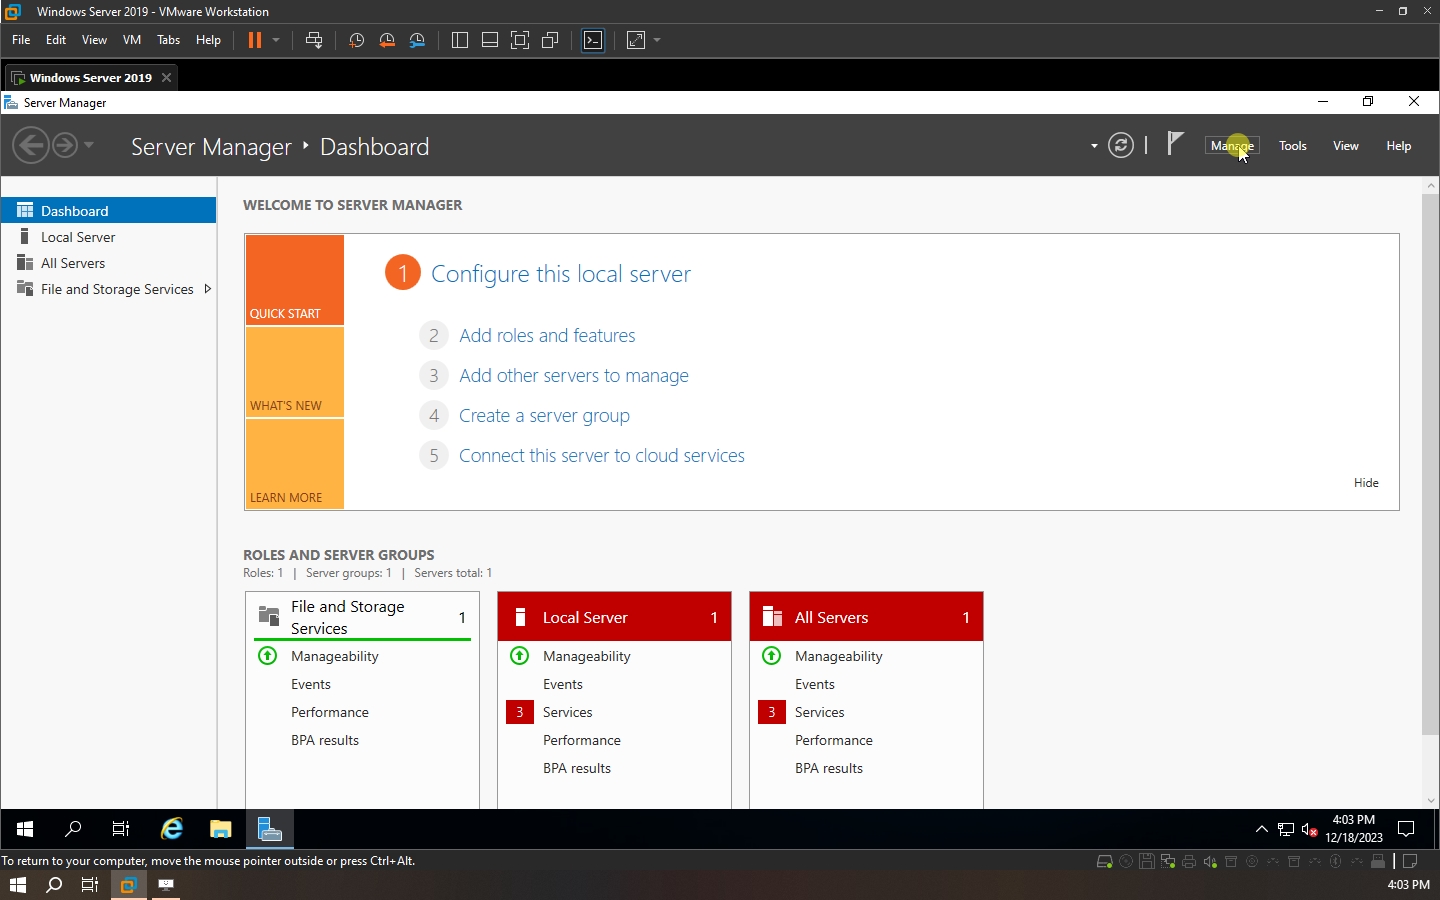 Windows Server 2019 - VMware Workstation
File Edit View VM Tabs Help
Windows Server 2019
Server Manager
Server Manager Dashboard
Manage Tools View Help
Dashboard
Local Server
All Servers
File and Storage Services
WELCOME TO SERVER MANAGER
QUICK START
WHAT'S NEW
LEARN MORE
1 Configure this local server
2 Add roles and features
3 Add other servers to manage
4 Create a server group
5 Connect this server to cloud services
Hide
ROLES AND SERVER GROUPS
Roles: 1 | Server groups: 1 | Servers total: 1
File and Storage
Services
1
Manageability
Events
Performance
BPA results
Local Server 1
Manageability
Events
3 Services
Performance
BPA results
All Servers 1
Manageability
Events
3 Services
Performance
BPA results
4:03 PM
12/18/2023
To return to your computer, move the mouse pointer outside or press Ctrl+Alt.
4:03 PM